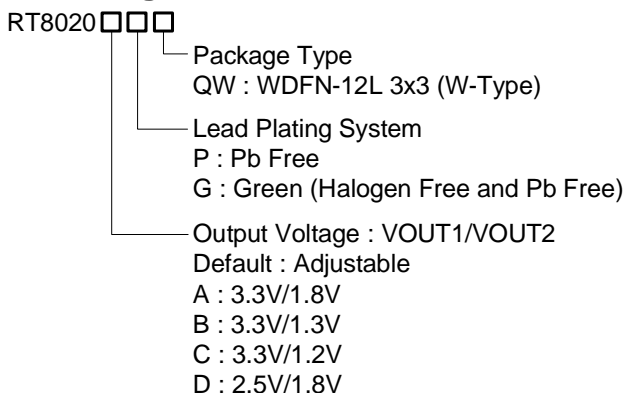 RT8020
Package Type
QW : WDFN-12L 3x3 (W-Type)
Lead Plating System
P : Pb Free
G : Green (Halogen Free and Pb Free)
Output Voltage : VOUT1/VOUT2
Default : Adjustable
A : 3.3V/1.8V
B : 3.3V/1.3V
C : 3.3V/1.2V
D : 2.5V/1.8V